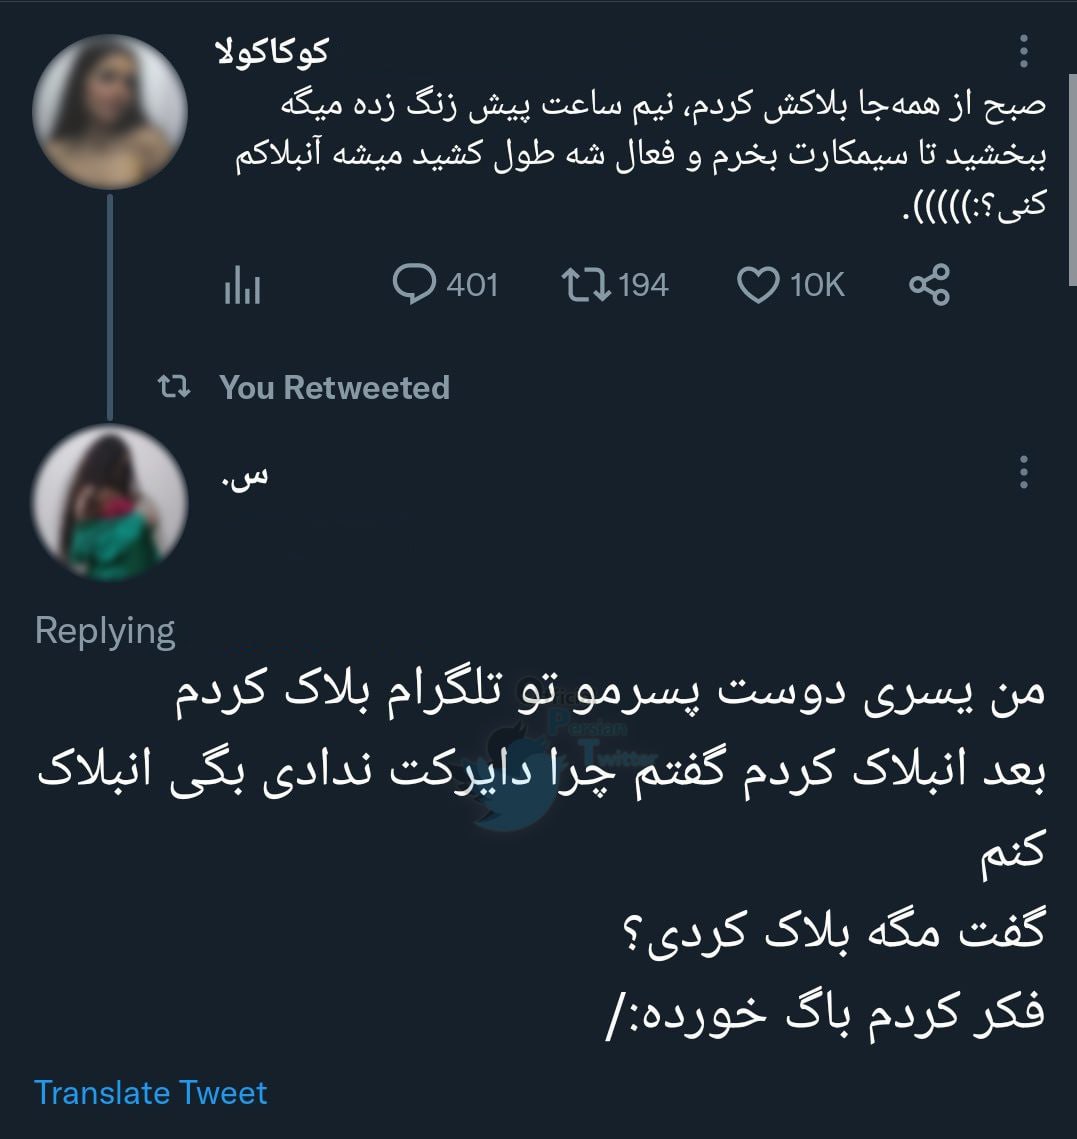 کوکاکولا
صبح از همه‌جا بلاکش کردم، نیم ساعت پیش زنگ زده میگه
ببخشید تا سیمکارت بخرم و فعال شه طول کشید میشه آنبلاکم
کنی؟:))))).
401 194 10K
You Retweeted
س.
Replying
من یسری دوست پسرمو تو تلگرام بلاک کردم
بعد انبلاک کردم گفتم چرا دایرکت ندادی بگی انبلاک
کنم
گفت مگه بلاک کردی؟
فکر کردم باگ خورده:/
Persian
Twitter
Translate Tweet